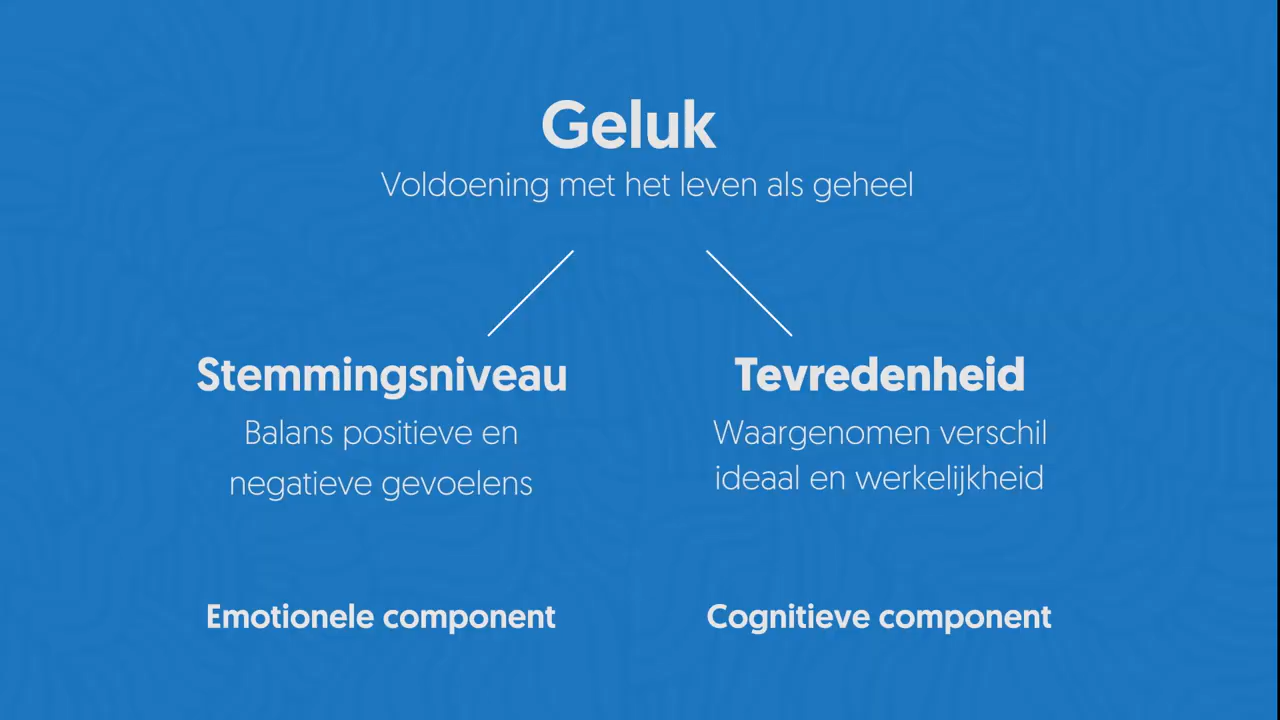 Geluk
Voldoening met het leven als geheel
Stemmingsniveau
Balans positieve en
negatieve gevoelens
Emotionele component
Tevredenheid
Waargenomen verschil
ideaal en werkelijkheid
Cognitieve component